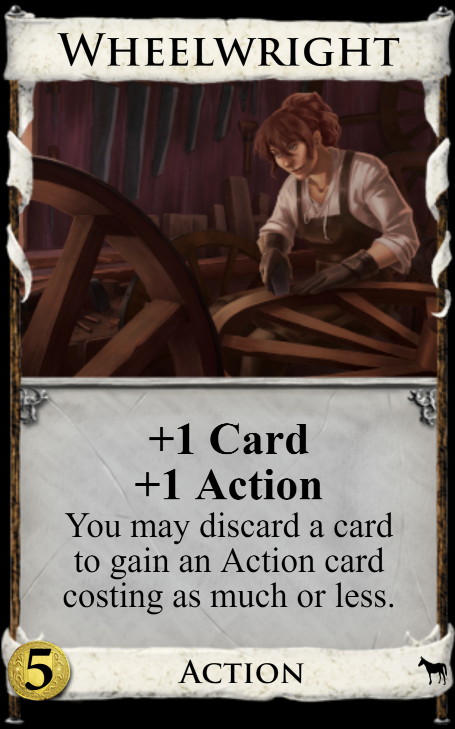 Wheelwright
+1 Card
+1 Action
You may discard a card
to gain an Action card
costing as much or less.
5
Action